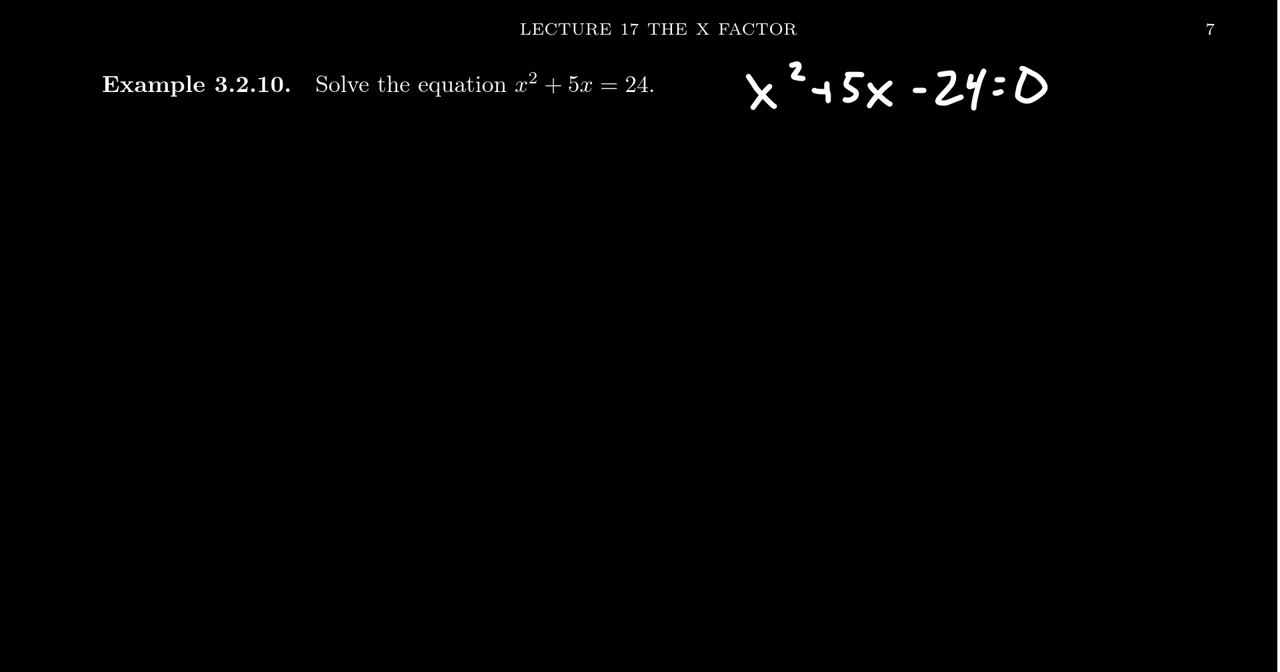 LECTURE 17 THE X FACTOR 7
Example 3.2.10. Solve the equation x² + 5x = 24. x² + 5x - 24 = 0